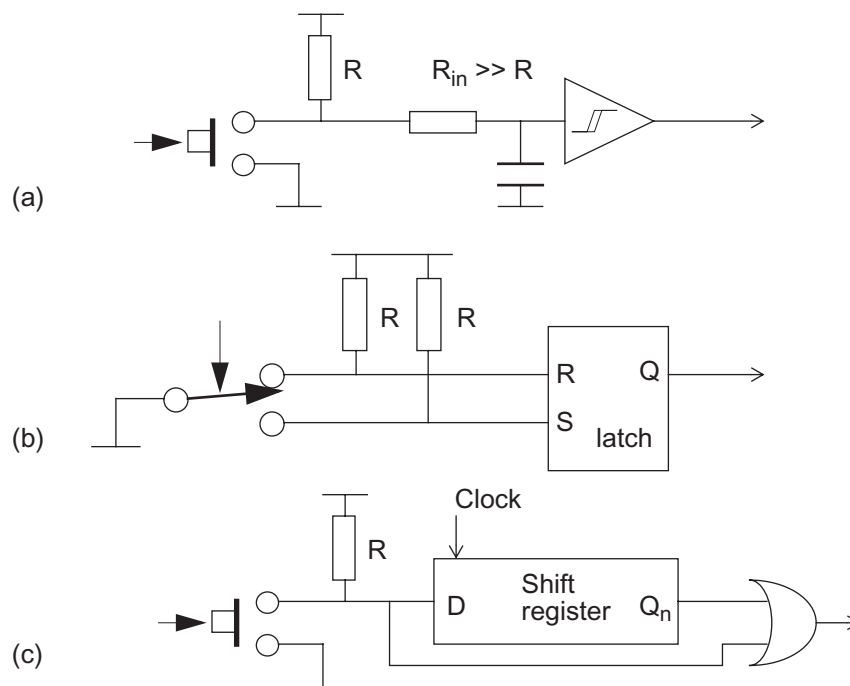 R
R_in >> R
(a)
R R
R Q
S
latch
(b)
Clock
R
Shift
register
D Q_n
(c)